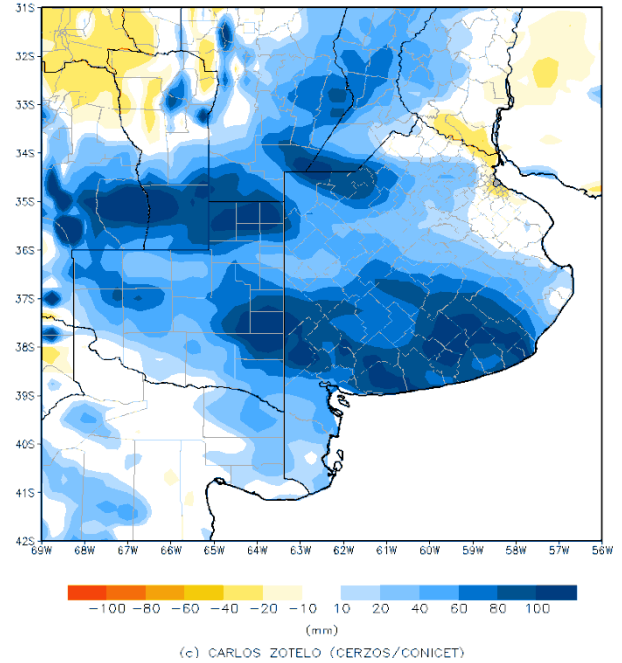 31S
32S
33S
34S
35S
36S
37S
38S
39S
40S
41S
42S
69W 68W 67W 66W 65W 64W 63W 62W 61W 60W 59W 58W 57W 56W
−100 −80 −60 −40 −20 −10 10 20 40 60 80 100
(mm)
(c) CARLOS ZOTELO (CERZOS/CONICET)